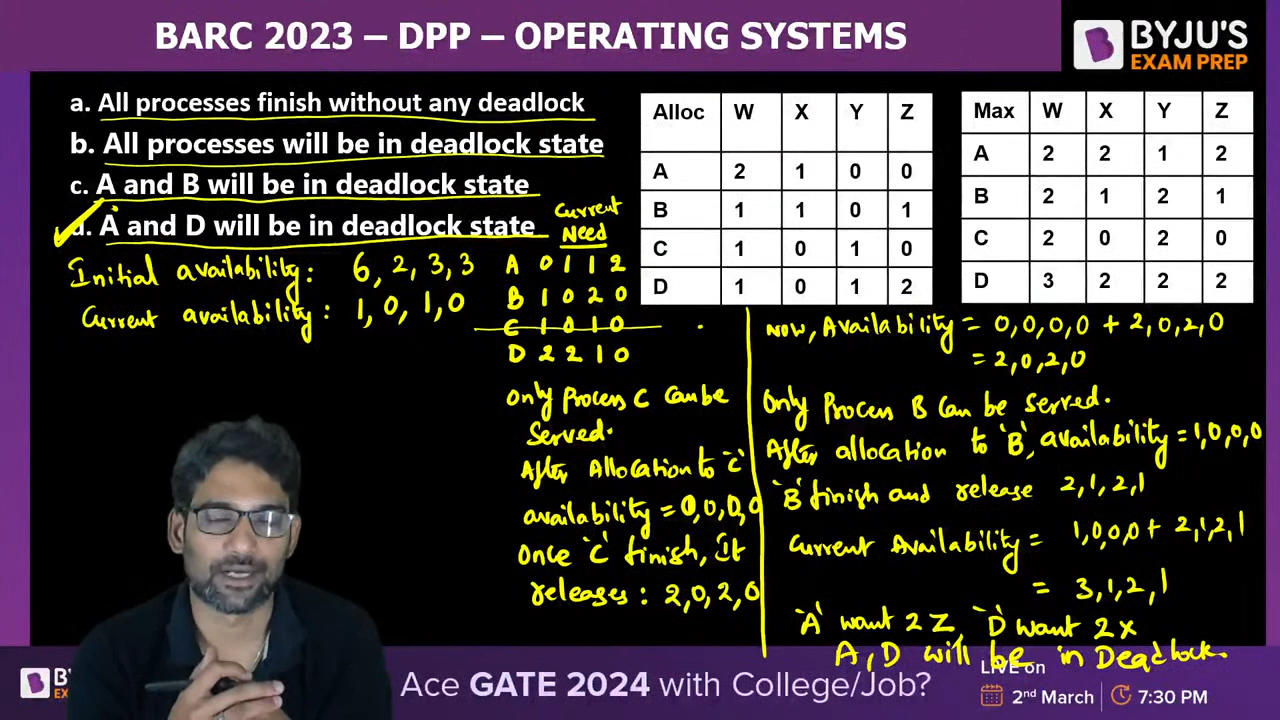 BARC 2023 – DPP – OPERATING SYSTEMS
BYJU'S
EXAM PREP
a. All processes finish without any deadlock
b. All processes will be in deadlock state
c. A and B will be in deadlock state
d. A and D will be in deadlock state
Alloc W X Y Z
A 2 1 0 0
B 1 1 0 1
C 1 0 1 0
D 1 0 1 2
Max W X Y Z
A 2 2 1 2
B 2 1 2 1
C 2 0 2 0
D 3 2 2 2
Initial availability: 6, 2, 3, 3
Current availability: 1, 0, 1, 0
Current
Need
A 0 1 1 2
B 1 0 2 0
C 1 0 1 0
D 2 2 1 0
Only Process C can be
Served.
After Allocation to 'C'
availability = 0,0,0,0
Once 'C' finish, It
releases: 2,0,2,0
Now, Availability = 0,0,0,0 + 2,0,2,0
= 2,0,2,0
Only Process B Can be Served.
After allocation to 'B', availability = 1,0,0,0
'B' finish and release 2,1,2,1
Current Availability = 1,0,0,0 + 2,1,2,1
= 3,1,2,1
'A' want 2 Z, 'D' want 2 X
A, D will be in Deadlock.
Ace GATE 2024 with College/Job?
LIVE on
2nd March 7:30 PM